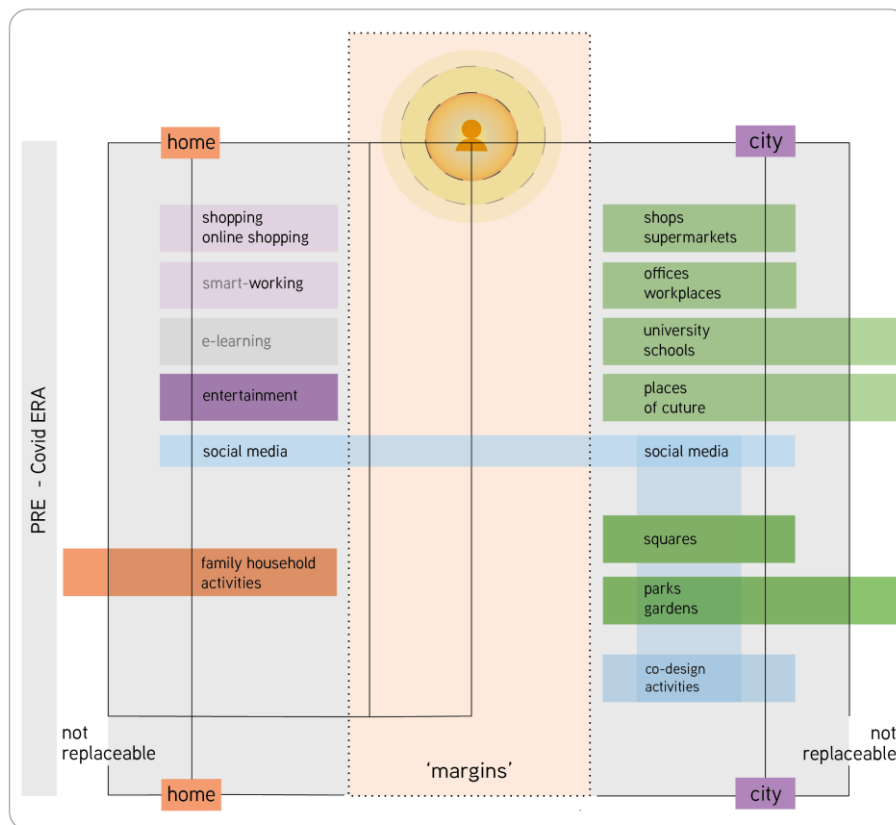 home
city
shopping
online shopping
smart-working
e-learning
entertainment
social media
family household
activities
shops
supermarkets
offices
workplaces
university
schools
places
of cuture
social media
squares
parks
gardens
co-design
activities
PRE - Covid ERA
not
replaceable
'margins'
not
replaceable
home
city